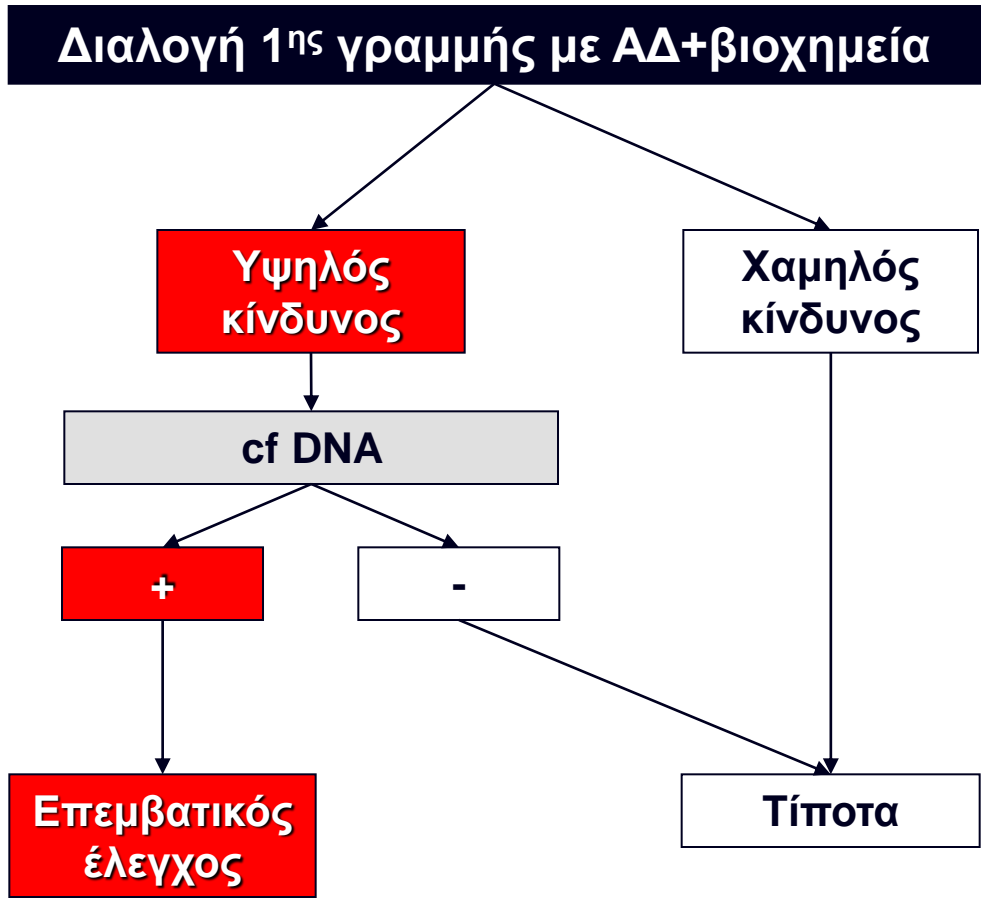 Διαλογή 1ης γραμμής με ΑΔ+βιοχημεία
Υψηλός
κίνδυνος
Χαμηλός
κίνδυνος
cf DNA
+
-
Επεμβατικός
έλεγχος
Τίποτα